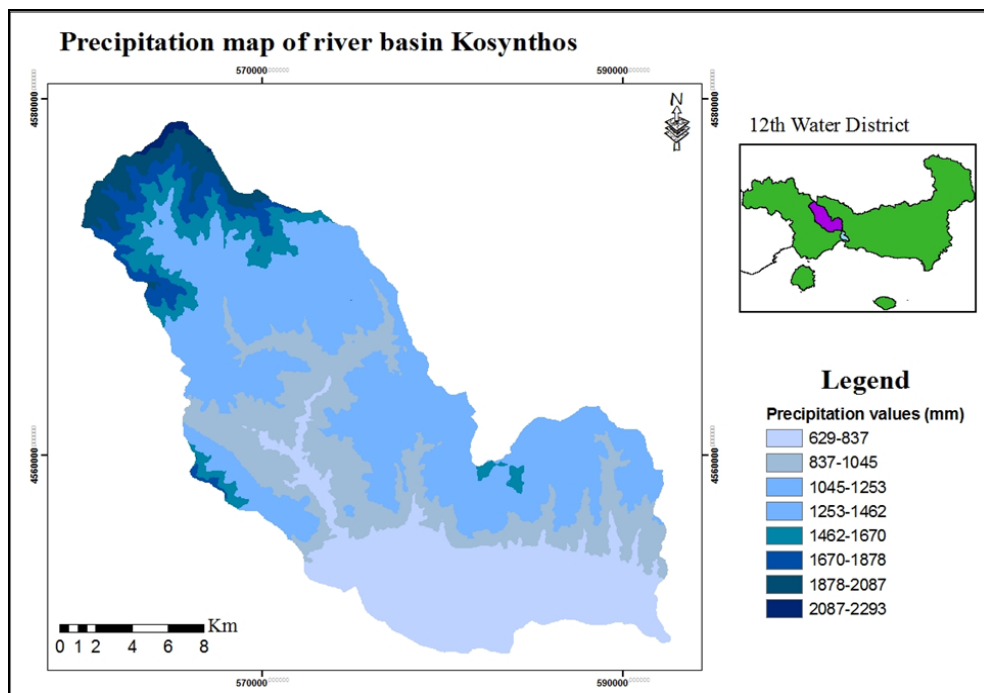 Precipitation map of river basin Kosynthos
570000
590000
4580000
4580000
N
12th Water District
4560000
4560000
Legend
Precipitation values (mm)
629-837
837-1045
1045-1253
1253-1462
1462-1670
1670-1878
1878-2087
2087-2293
Km
0 1 2 4 6 8
570000
590000